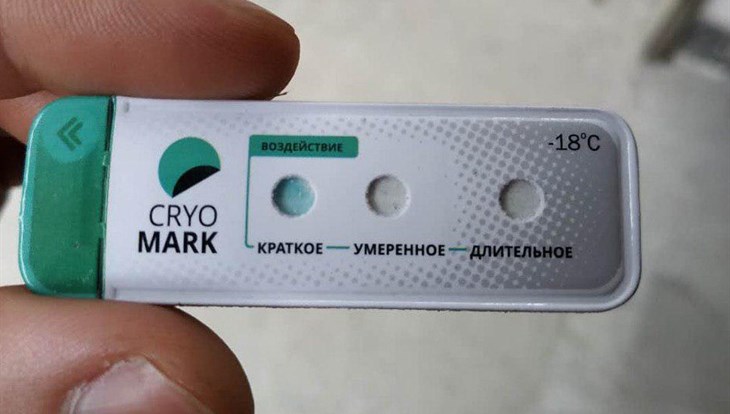 ВОЗДЕЙСТВИЕ
-18°C
CRYO
MARK
КРАТКОЕ — УМЕРЕННОЕ — ДЛИТЕЛЬНОЕ